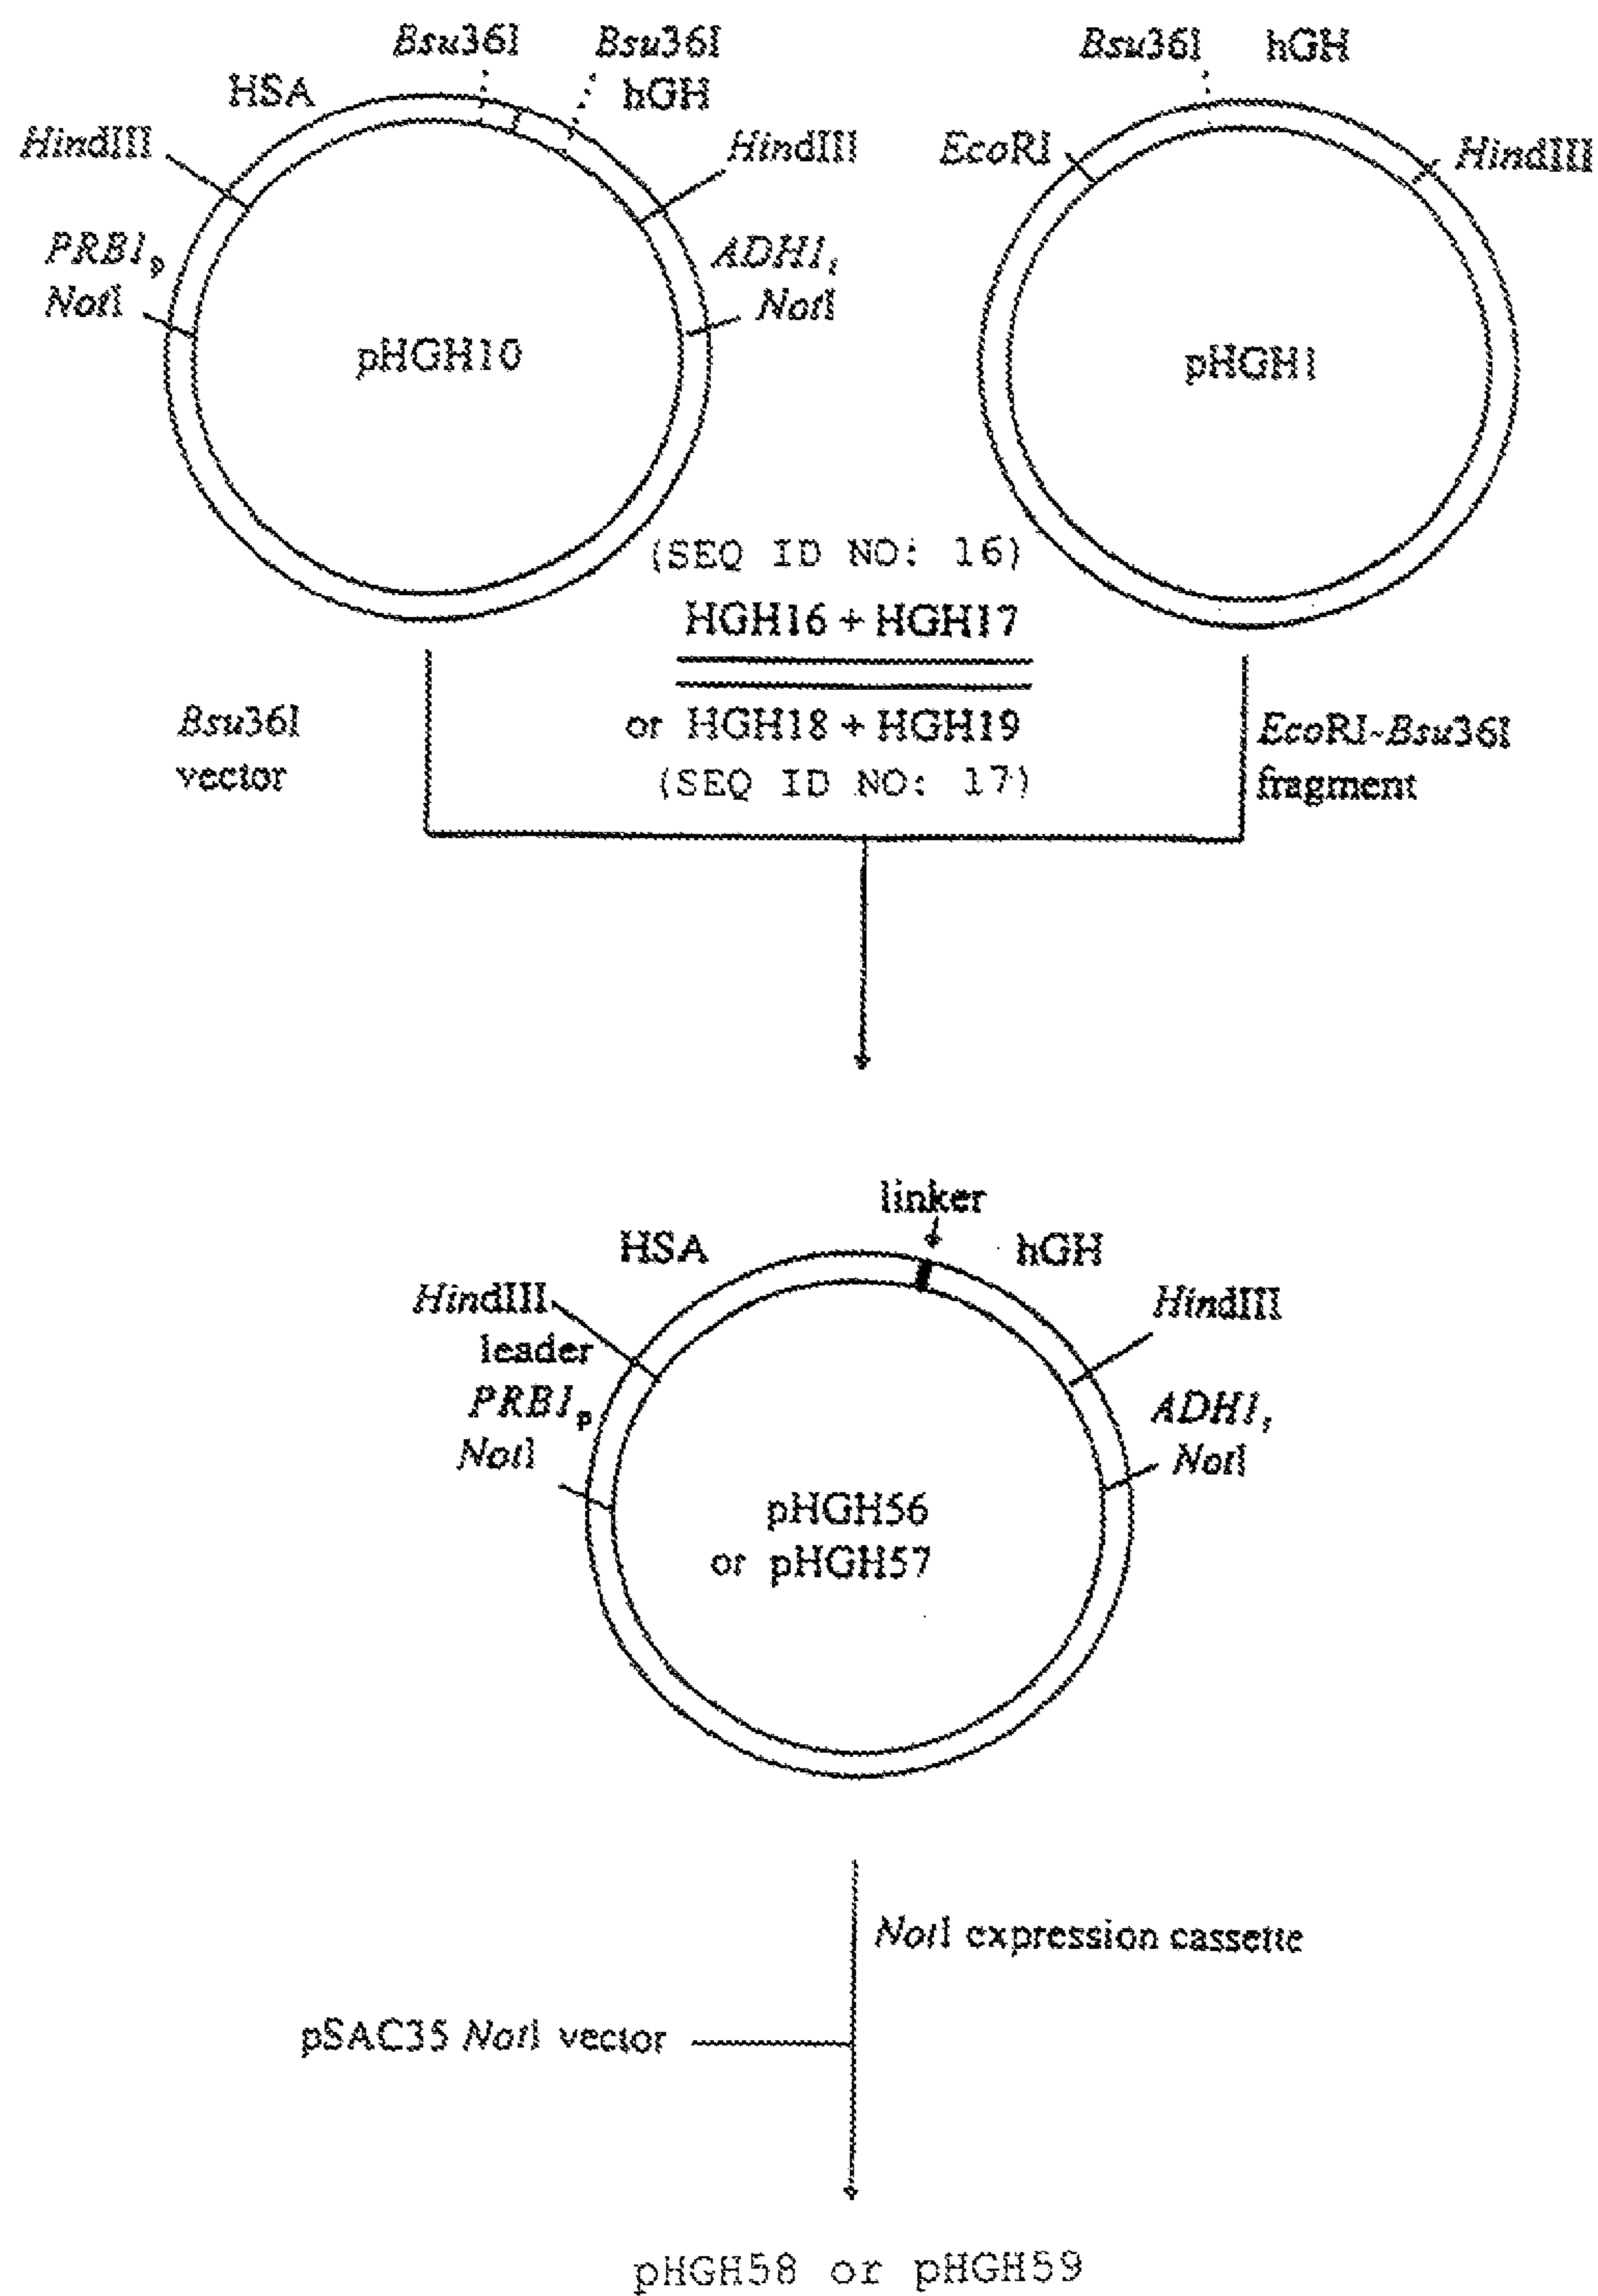 Bsu36I
Bsu36I
HSA
hGH
HindIII
HindIII
PRB1p
ADH1t
NotI
NotI
pHGH10
Bsu36I
hGH
EcoRI
HindIII
pHGH1
(SEQ ID NO: 16)
HGH16 + HGH17
or HGH18 + HGH19
(SEQ ID NO: 17)
Bsu36I
vector
EcoRI-Bsu36I
fragment
linker
HSA
hGH
HindIII
HindIII
leader
PRB1p
ADH1t
NotI
NotI
pHGH56
or pHGH57
NotI expression cassette
pSAC35 NotI vector
pHGH58 or pHGH59